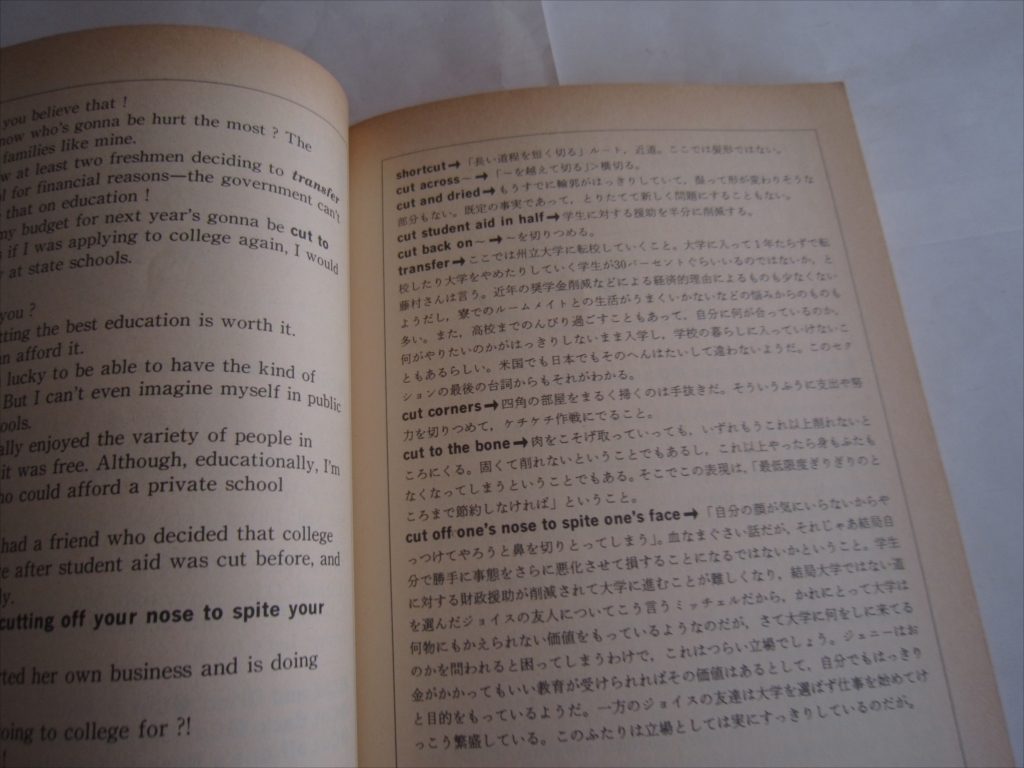 you believe that !
now who's gonna be hurt the most ? The
families like mine.
at least two freshmen deciding to transfer
for financial reasons—the government can't
that on education !
my budget for next year's gonna be cut to
if I was applying to college again, I would
at state schools.
you ?
tting the best education is worth it.
afford it.
lucky to be able to have the kind of
But I can't even imagine myself in public
ools.
ally enjoyed the variety of people in
it was free. Although, educationally, I'm
ho could afford a private school
had a friend who decided that college
after student aid was cut before, and
ly.
cutting off your nose to spite your
ted her own business and is doing
oing to college for ?!
shortcut→「長い道程を短く切る」ルート，近道。ここでは髪形ではない。
cut across～→「～を越えて切る」＞横切る。
cut and dried→もうすでに輪郭がはっきりしていて，凝って形が変わりそうな
部分もない。既定の事実であって，とりたてて新しく問題にすることもない。
cut student aid in half→学生に対する援助を半分に削減する。
cut back on～→～を切りつめる。
transfer→ここでは州立大学に転校していくこと。大学に入って1年たらずで転
校したり大学をやめたりしていく学生が30パーセントぐらいいるのではないか，と
藤村さんは言う。近年の奨学金削減などによる経済的理由によるものも少なくない
ようだし，寮でのルームメイトとの生活がうまくいかないなどの悩みからのものも
多い。また，高校までのんびり過ごすこともあって，自分に何が合っているのか，
何がやりたいのかがはっきりしないまま入学し，学校の暮らしに入っていけないこ
ともあるらしい。米国でも日本でもそのへんはたいして違わないようだ。このセク
ションの最後の台詞からもそれがわかる。
cut corners→四角の部屋をまるく掃くのは手抜きだ。そういうふうに支出や努
力を切りつめて，ケチケチ作戦にでること。
cut to the bone→肉をこそげ取っていっても，いずれもうこれ以上削れないと
ころにくる。固くて削れないということでもあるし，これ以上やったら身もふたも
なくなってしまうということでもある。そこでこの表現は，「最低限度ぎりぎりのと
ころまで節約しなければ」ということ。
cut off one's nose to spite one's face→「自分の顔が気にいらないからや
っつけてやろうと鼻を切りとってしまう」。血なまぐさい話だが，それじゃあ結局自
分で勝手に事態をさらに悪化させて損することになるではないかということ。学生
に対する財政援助が削減されて大学に進むことが難しくなり，結局大学ではない道
を選んだジョイスの友人についてこう言うミッチェルだから，かれにとって大学は
何物にもかえられない価値をもっているようなのだが，さて大学に何をしに来てる
のかを問われると困ってしまうわけで，これはつらい立場でしょう。ジェニーはお
金がかかってもいい教育が受けられればその価値はあるとして，自分でもはっきり
と目的をもっているようだ。一方のジョイスの友達は大学を選ばず仕事を始めてけ
っこう繁盛している。このふたりは立場としては実にすっきりしているのだが。